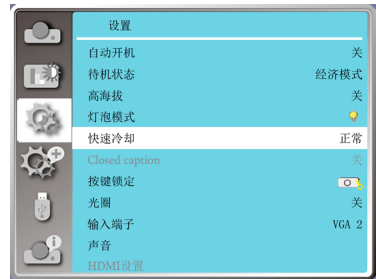 设置
自动开机 关
待机状态 经济模式
高海拔 关
灯泡模式
快速冷却 正常
Closed caption 关
按键锁定
光圈 关
输入端子 VGA 2
声音
HDMI设置